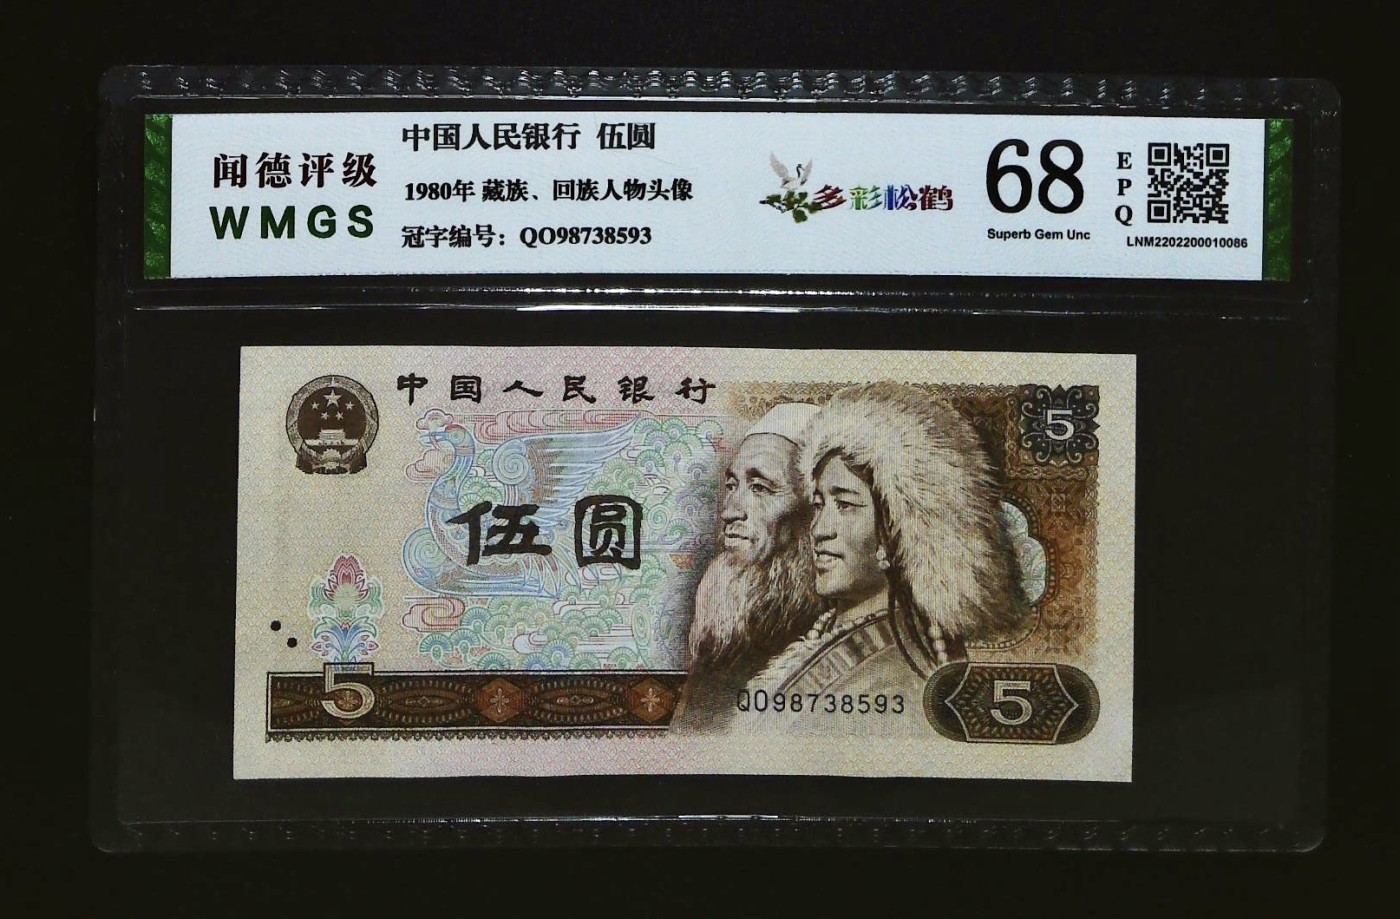 闻德评级
WMGS
中国人民银行 伍圆
1980年 藏族、回族人物头像
冠字编号：QO98738593
多彩松鹤
68
Superb Gem Unc
EPQ
LNM2202200010086
中国人民银行
5
伍圆
5
QO98738593
5